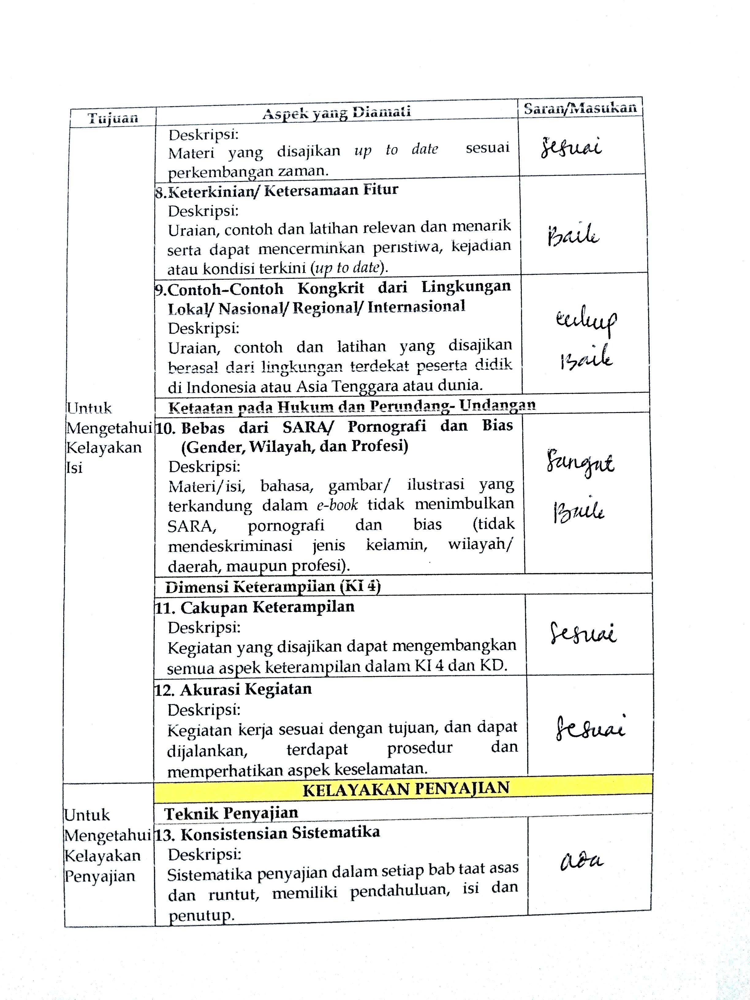 Tujuan Aspek yang Diamati Saran/Masukan
Deskripsi:
Materi yang disajikan up to date sesuai
perkembangan zaman.
Sesuai
8.Keterkinian/ Ketersamaan Fitur
Deskripsi:
Uraian, contoh dan latihan relevan dan menarik
serta dapat mencerminkan peristiwa, kejadian
atau kondisi terkini (up to date).
Baik
9.Contoh-Contoh Kongkrit dari Lingkungan
Lokal/ Nasional/ Regional/ Internasional
Deskripsi:
Uraian, contoh dan latihan yang disajikan
berasal dari lingkungan terdekat peserta didik
di Indonesia atau Asia Tenggara atau dunia.
cukup
Baik
Untuk
Mengetahui
Kelayakan
Isi
Ketaatan pada Hukum dan Perundang- Undangan
10. Bebas dari SARA/ Pornografi dan Bias
(Gender, Wilayah, dan Profesi)
Deskripsi:
Materi/isi, bahasa, gambar/ ilustrasi yang
terkandung dalam e-book tidak menimbulkan
SARA, pornografi dan bias (tidak
mendeskriminasi jenis kelamin, wilayah/
daerah, maupun profesi).
Sangat
Baik
Dimensi Keterampilan (KI 4)
11. Cakupan Keterampilan
Deskripsi:
Kegiatan yang disajikan dapat mengembangkan
semua aspek keterampilan dalam KI 4 dan KD.
Sesuai
12. Akurasi Kegiatan
Deskripsi:
Kegiatan kerja sesuai dengan tujuan, dan dapat
dijalankan, terdapat prosedur dan
memperhatikan aspek keselamatan.
Sesuai
KELAYAKAN PENYAJIAN
Untuk
Mengetahui
Kelayakan
Penyajian
Teknik Penyajian
13. Konsistensian Sistematika
Deskripsi:
Sistematika penyajian dalam setiap bab taat asas
dan runtut, memiliki pendahuluan, isi dan
penutup.
ada